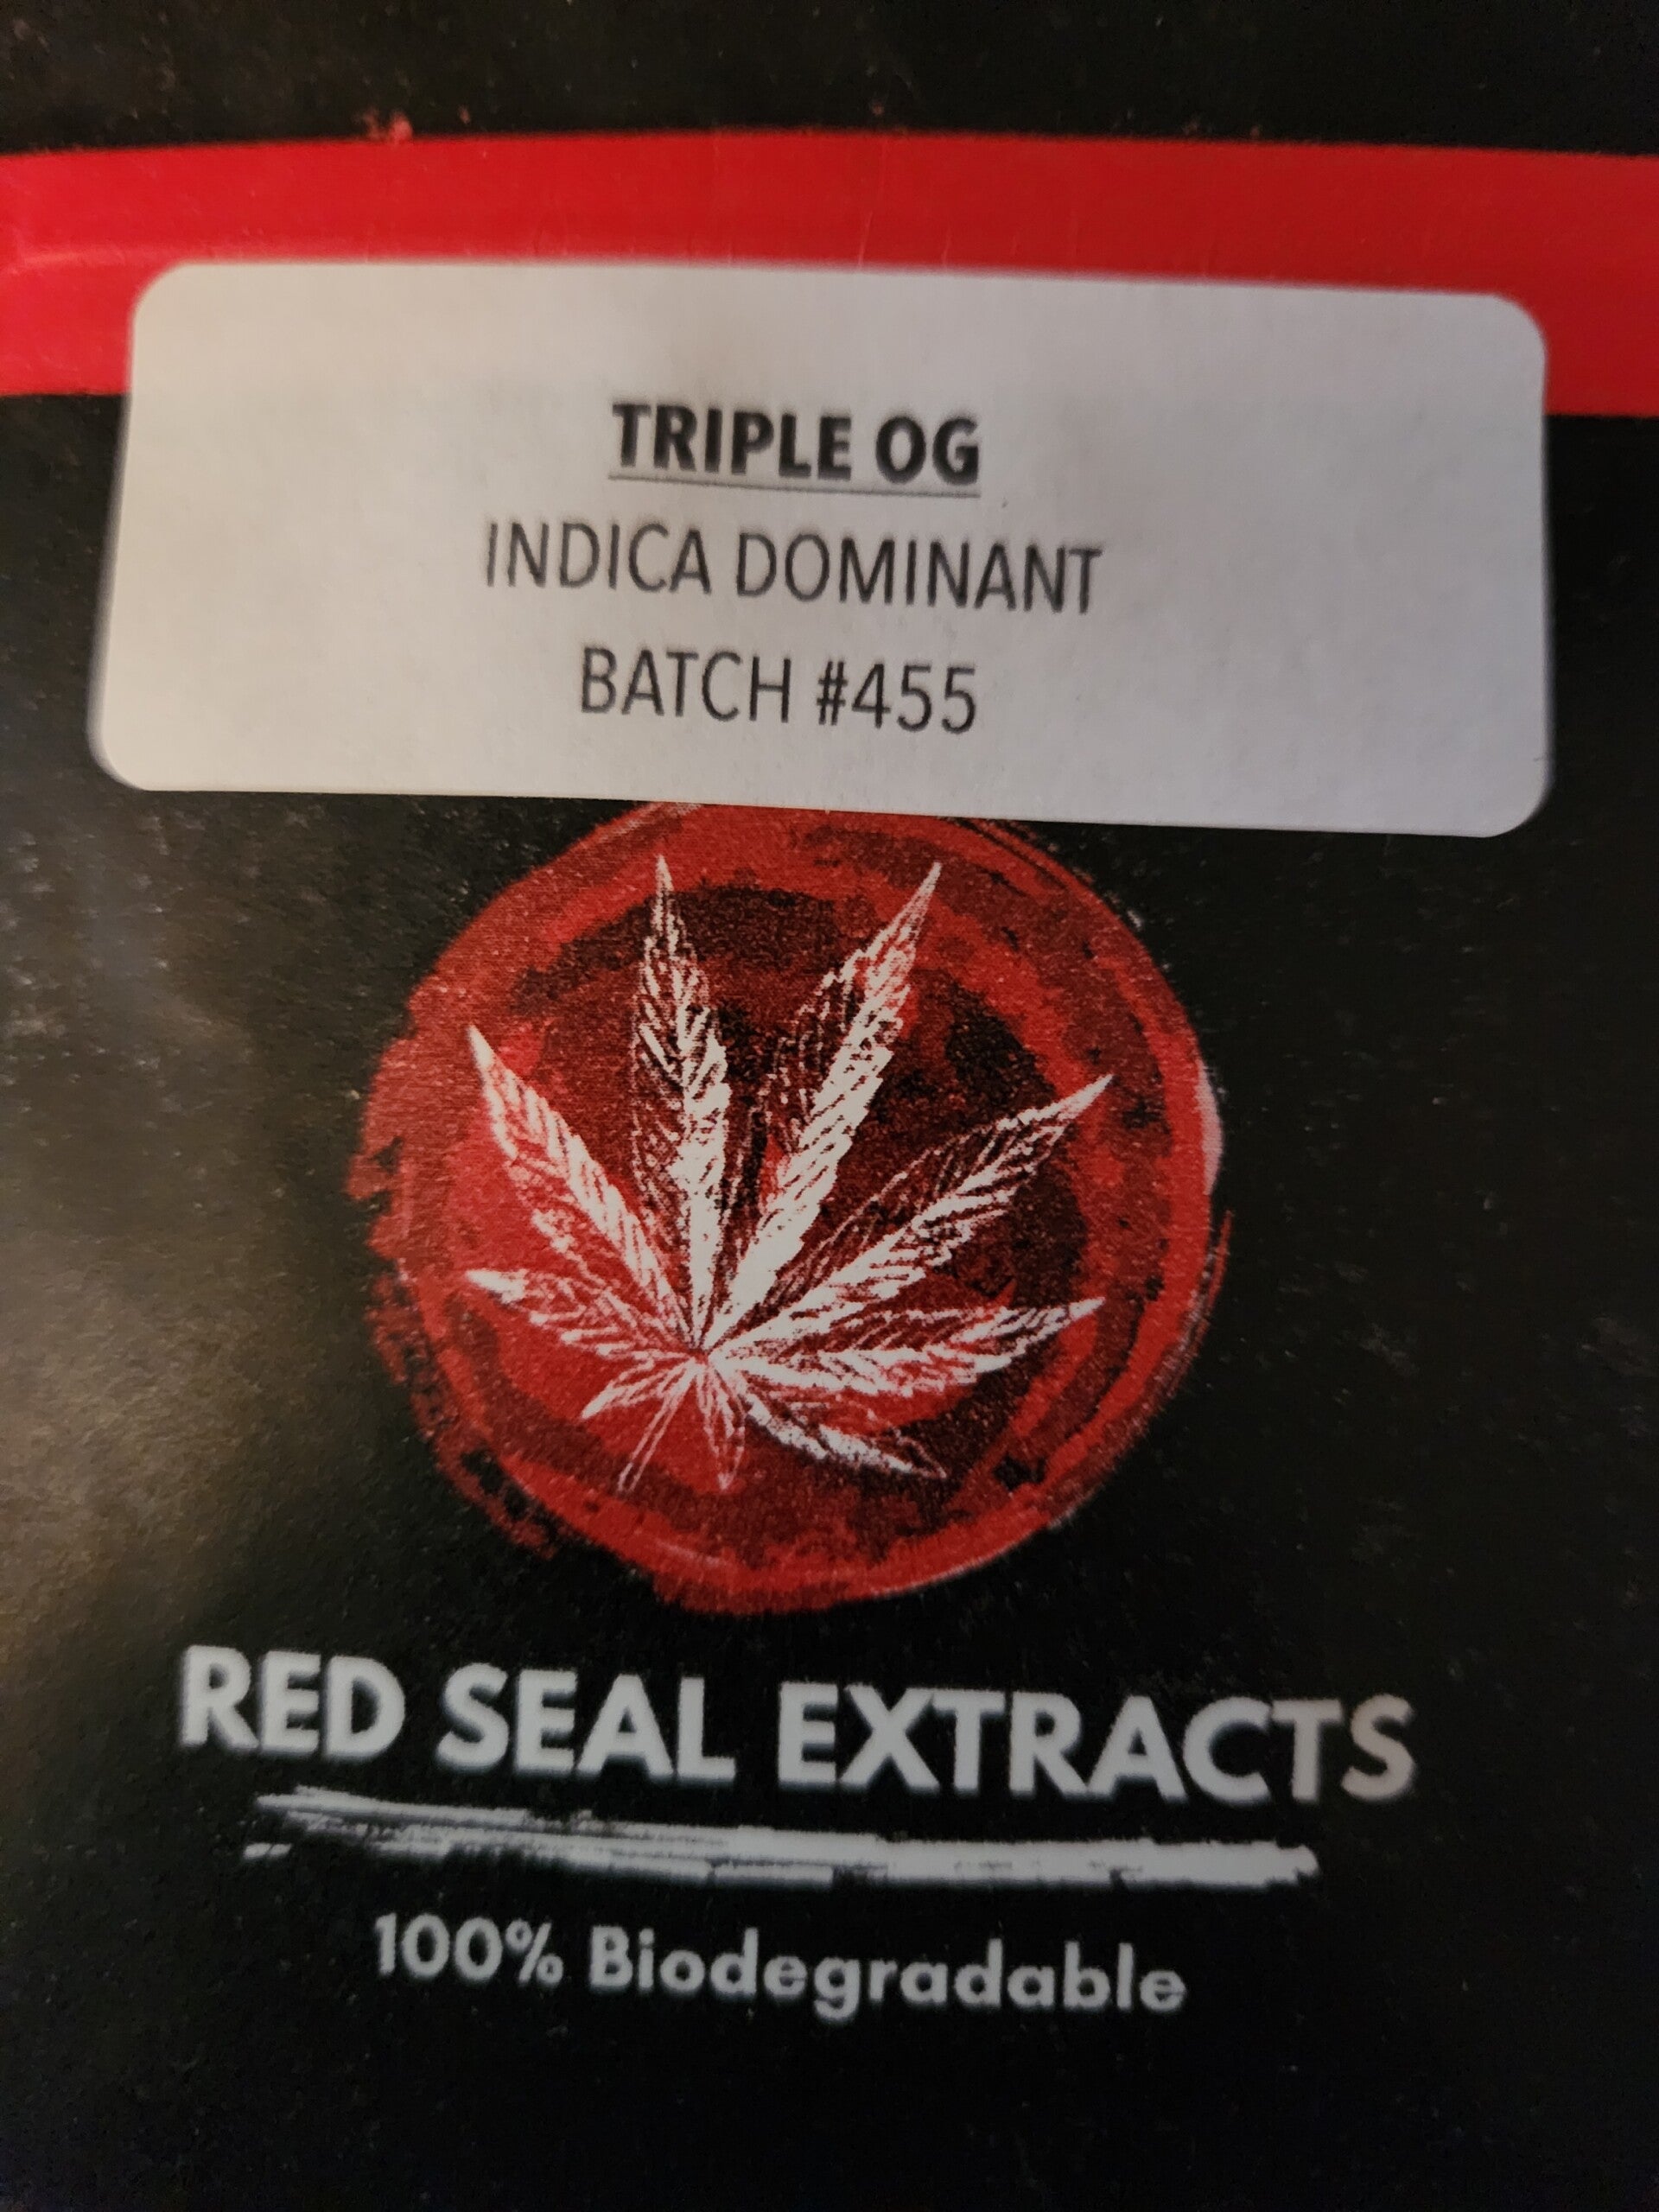 TRIPLE OG
INDICA DOMINANT
BATCH #455
RED SEAL EXTRACTS
100% Biodegradable